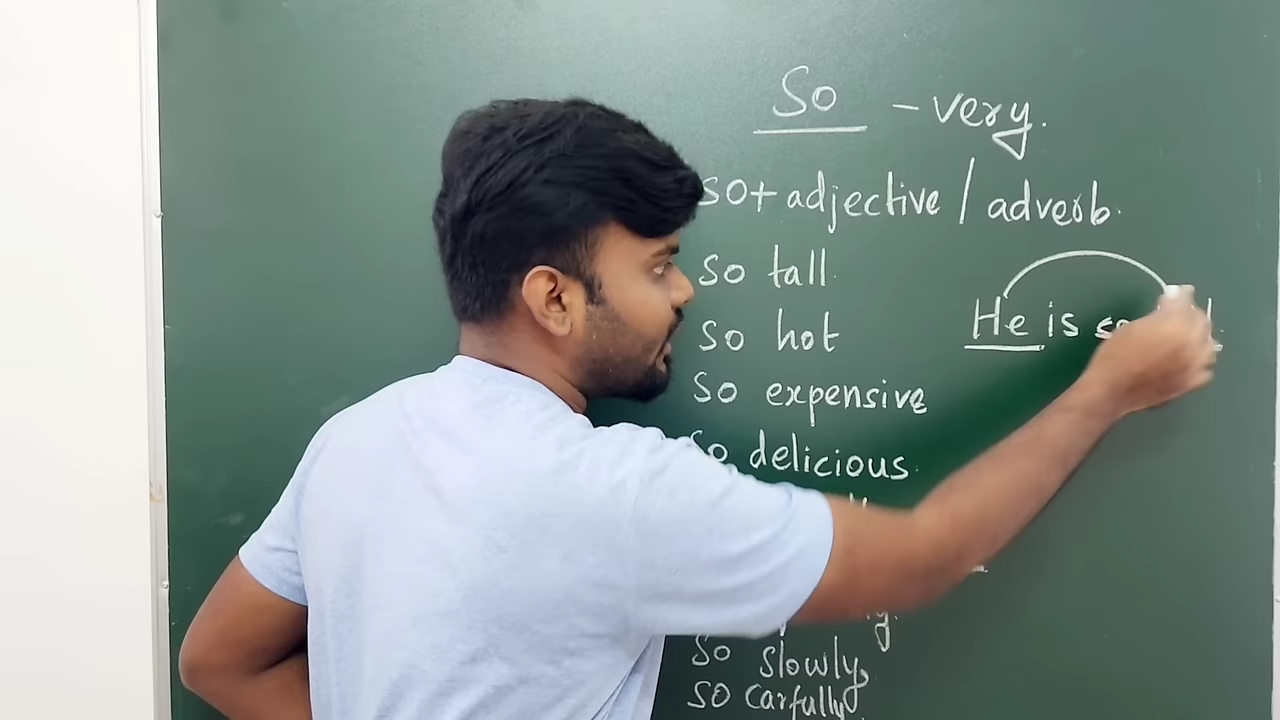 So - very.
so + adjective / adverb.
so tall.
He is
so hot
so expensive
so delicious.
so slowly,
so carfully